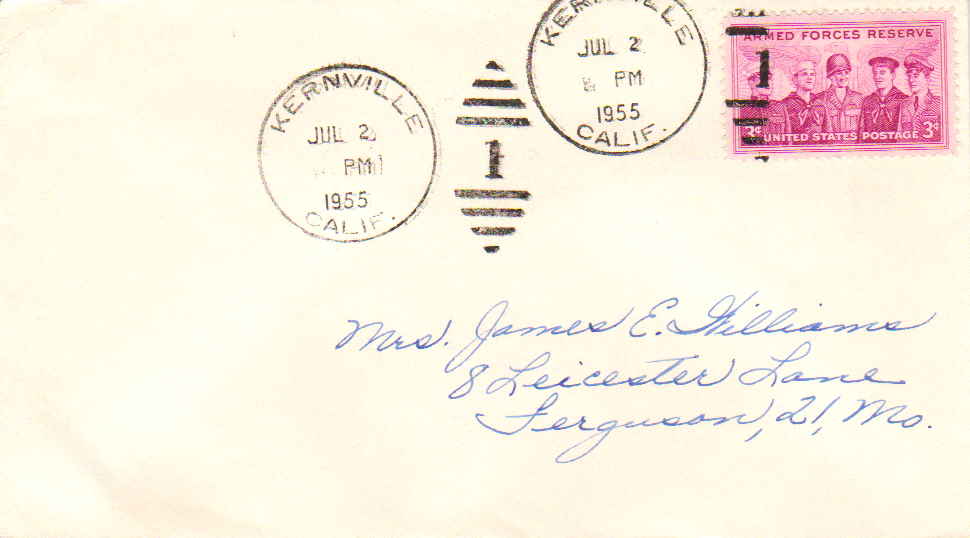 KERNVILLE
JUL 2
PM
1955
CALIF.
1
KERNVILLE
JUL 2
PM
1955
CALIF.
1
ARMED FORCES RESERVE
3¢ UNITED STATES POSTAGE 3¢
Mrs. James E. Williams
8 Leicester Lane
Ferguson, 21, Mo.